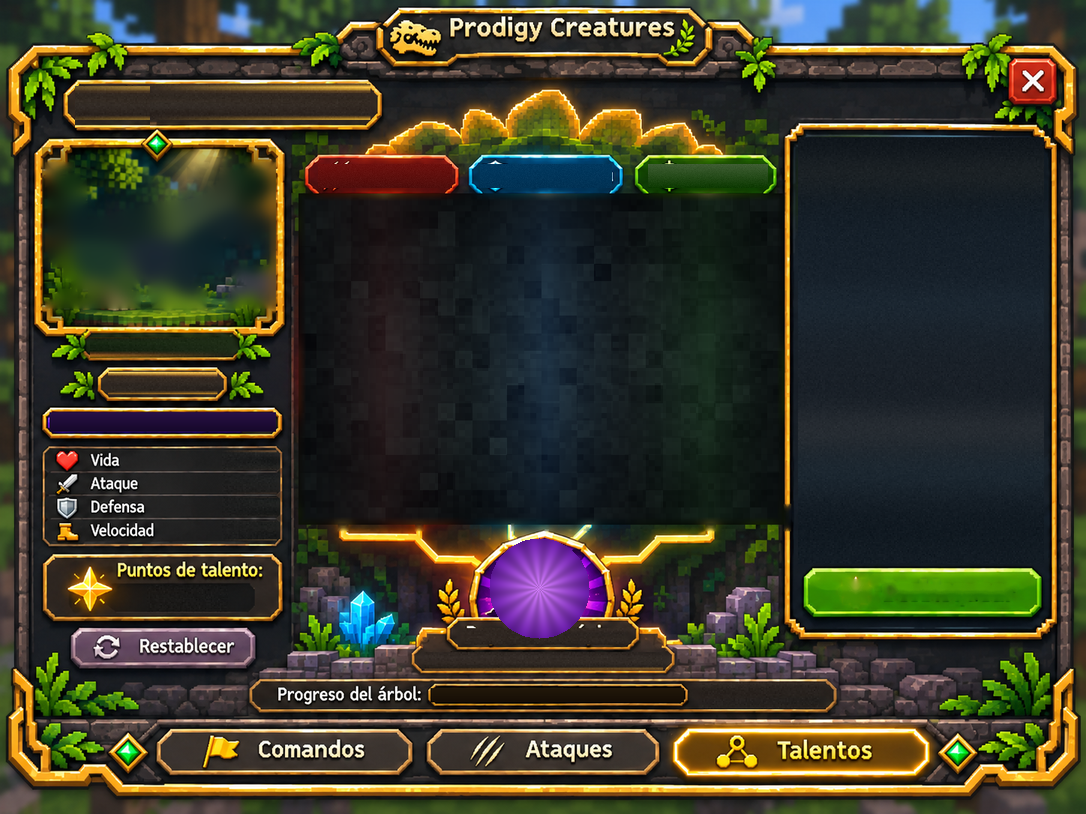 Prodigy Creatures
Vida
Ataque
Defensa
Velocidad
Puntos de talento:
Restablecer
Progreso del árbol:
Comandos
Ataques
Talentos